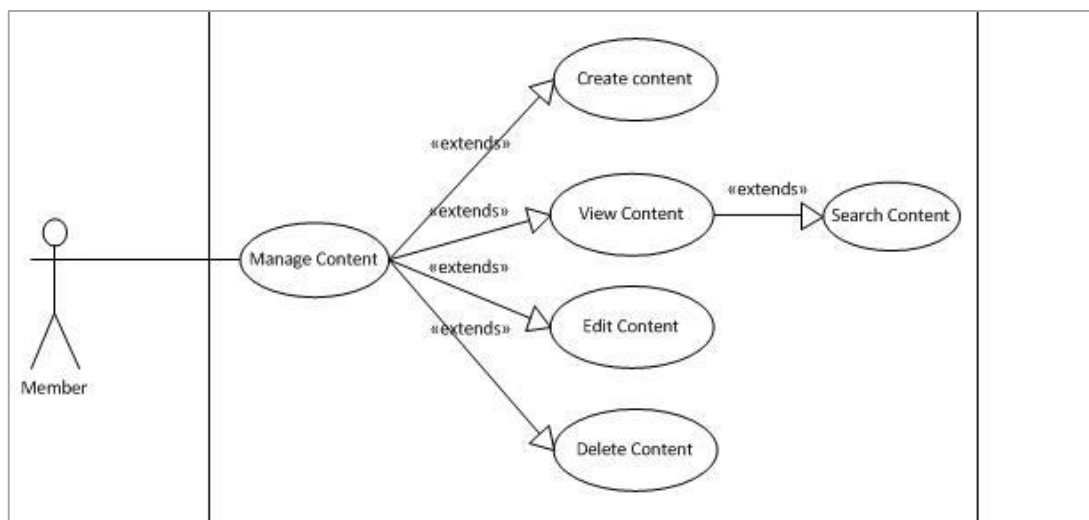 Create content
«extends»
«extends»
View Content
«extends»
Search Content
Manage Content
«extends»
Edit Content
«extends»
Member
Delete Content